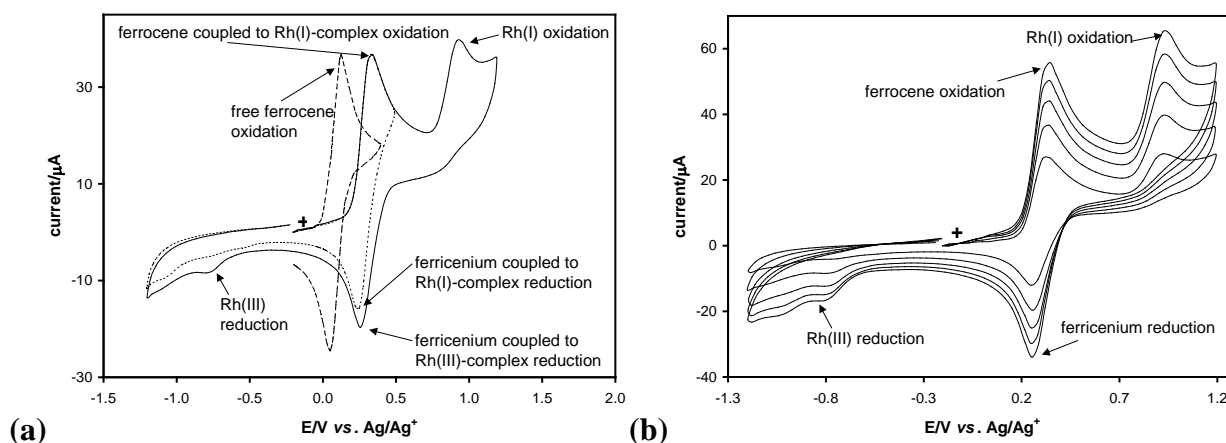 ferrocene coupled to Rh(I)-complex oxidation
Rh(I) oxidation
free ferrocene
oxidation
Rh(III)
reduction
ferricenium coupled to
Rh(I)-complex reduction
ferricenium coupled to
Rh(III)-complex reduction
current/µA
30
10
-10
-30
-1.5
-1.0
-0.5
0.0
0.5
1.0
1.5
2.0
E/V vs. Ag/Ag+
+
(a)
Rh(I) oxidation
ferrocene oxidation
Rh(III) reduction
ferricenium reduction
current/µA
60
40
20
0
-20
-40
-1.3
-0.8
-0.3
0.2
0.7
1.2
E/V vs. Ag/Ag+
+
(b)